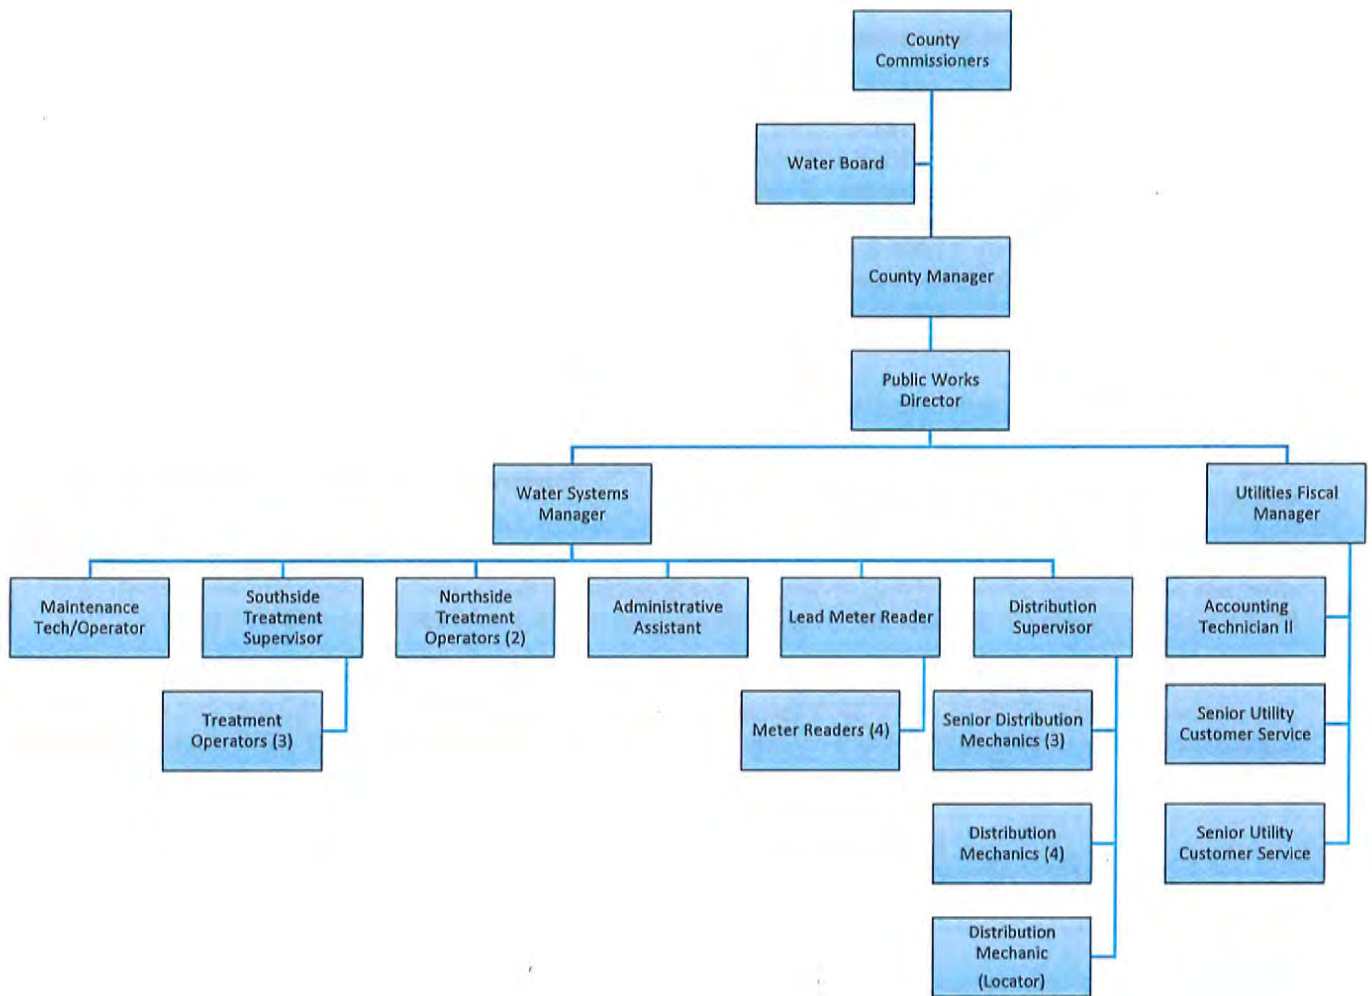 County
Commissioners
Water Board
County Manager
Public Works
Director
Water Systems
Manager
Utilities Fiscal
Manager
Maintenance
Tech/Operator
Southside
Treatment
Supervisor
Northside
Treatment
Operators (2)
Administrative
Assistant
Lead Meter Reader
Distribution
Supervisor
Accounting
Technician II
Treatment
Operators (3)
Meter Readers (4)
Senior Distribution
Mechanics (3)
Senior Utility
Customer Service
Distribution
Mechanics (4)
Senior Utility
Customer Service
Distribution
Mechanic
(Locator)